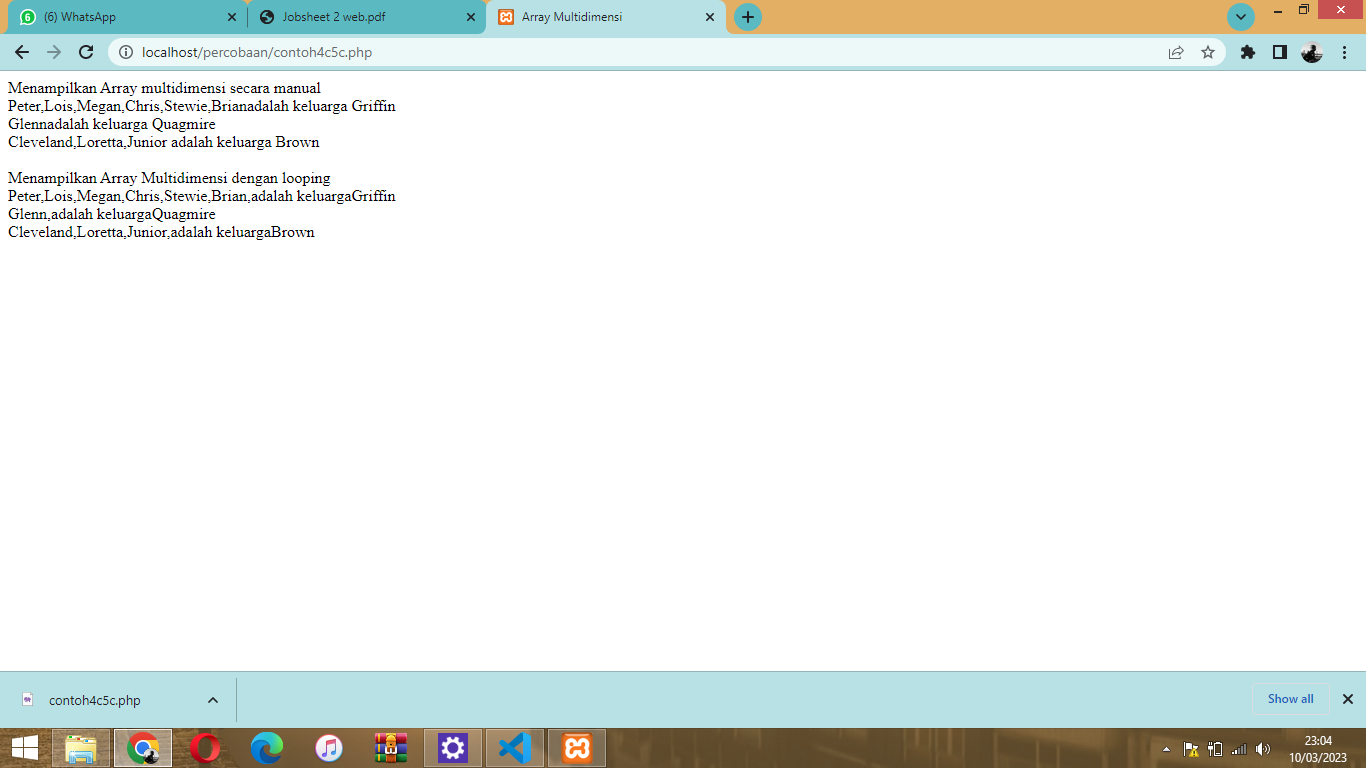 (6) WhatsApp
Jobsheet 2 web.pdf
Array Multidimensi
localhost/percobaan/contoh4c5c.php
Menampilkan Array multidimensi secara manual
Peter,Lois,Megan,Chris,Stewie,Brianadalah keluarga Griffin
Glennadalah keluarga Quagmire
Cleveland,Loretta,Junior adalah keluarga Brown
Menampilkan Array Multidimensi dengan looping
Peter,Lois,Megan,Chris,Stewie,Brian,adalah keluargaGriffin
Glenn,adalah keluargaQuagmire
Cleveland,Loretta,Junior,adalah keluargaBrown
contoh4c5c.php
Show all
23:04
10/03/2023